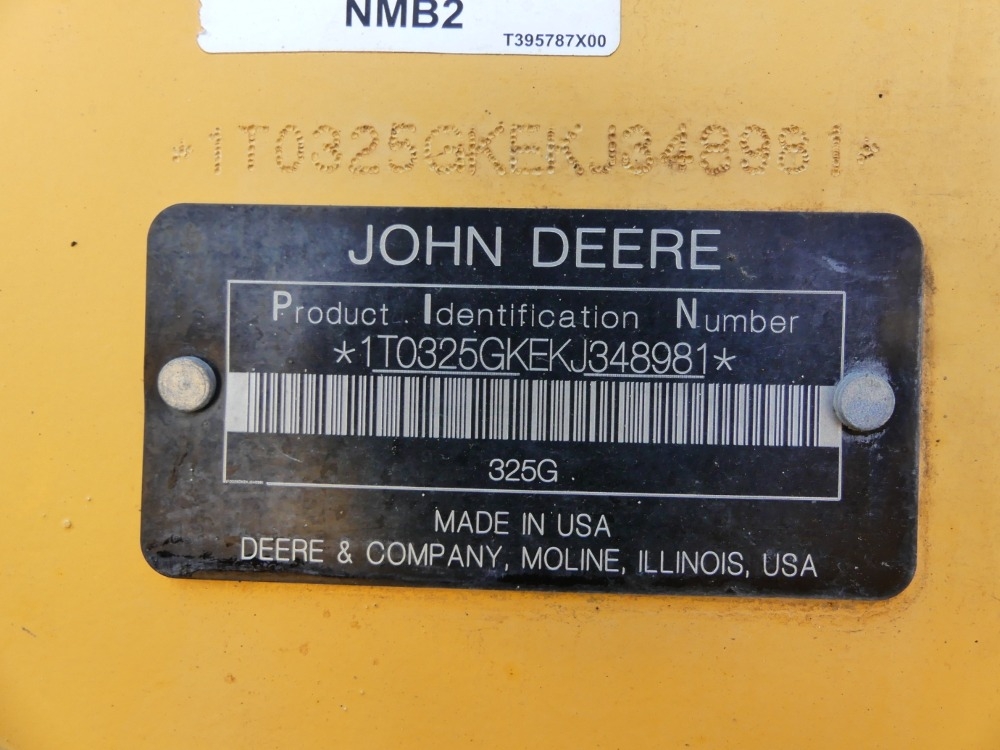 NMB2
T395787X00
*1T0325GKEKJ348981*
JOHN DEERE
Product Identification Number
*1T0325GKEKJ348981*
325G
MADE IN USA
DEERE & COMPANY, MOLINE, ILLINOIS, USA